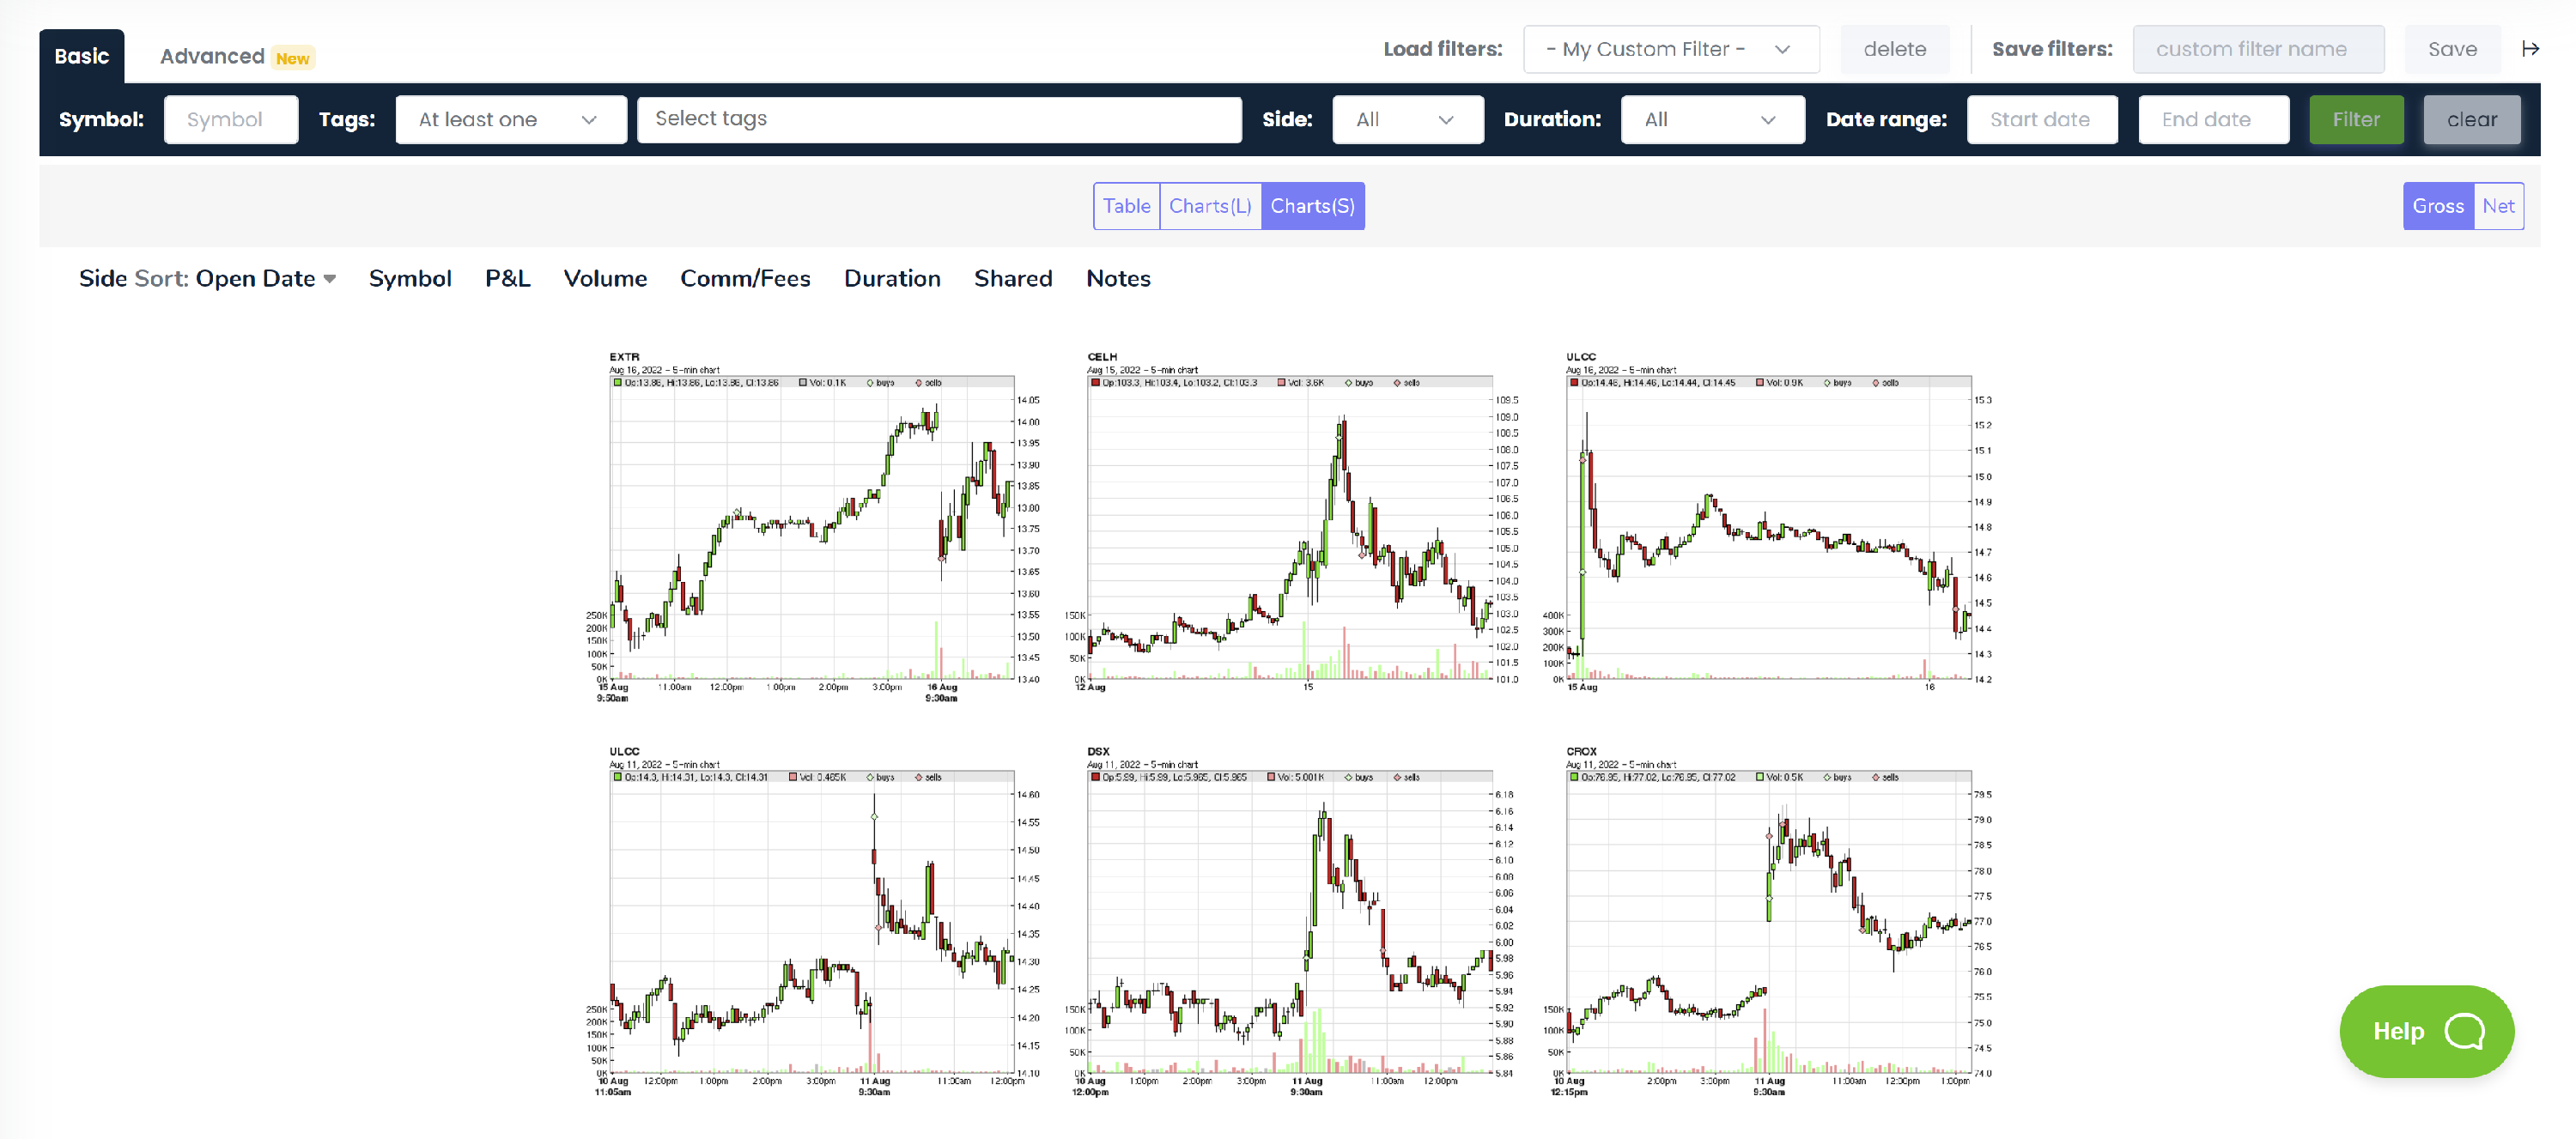 Basic Advanced New Load filters: - My Custom Filter - delete Save filters: custom filter name Save
Symbol: Symbol Tags: At least one Select tags Side: All Duration: All Date range: Start date End date Filter clear
Table Charts(L) Charts(S) Gross Net
Side Sort: Open Date Symbol P&L Volume Comm/Fees Duration Shared Notes
EXTR
Aug 16, 2022 - 5-min chart
Op:13.86, Hi:13.86, Lo:13.86, Cl:13.86 Vol: 0.1K buys sells
14.05
14.00
13.95
13.90
13.85
13.80
13.75
13.70
13.65
13.60
13.55
13.50
13.45
13.40
250K
200K
150K
100K
50K
0K
15 Aug 11:00am 12:00pm 1:00pm 2:00pm 3:00pm 16 Aug
9:50am 9:30am
CELH
Aug 15, 2022 - 5-min chart
Op:103.3, Hi:103.4, Lo:103.2, Cl:103.3 Vol: 3.6K buys sells
109.5
109.0
108.5
108.0
107.5
107.0
106.5
106.0
105.5
105.0
104.5
104.0
103.5
103.0
102.5
102.0
101.5
101.0
150K
100K
50K
0K
12 Aug 15
ULCC
Aug 16, 2022 - 5-min chart
Op:14.46, Hi:14.46, Lo:14.44, Cl:14.45 Vol: 0.9K buys sells
15.3
15.2
15.1
15.0
14.9
14.8
14.7
14.6
14.5
14.4
14.3
14.2
400K
300K
200K
100K
0K
15 Aug 16
ULCC
Aug 11, 2022 - 5-min chart
Op:14.3, Hi:14.31, Lo:14.3, Cl:14.31 Vol: 0.465K buys sells
14.60
14.55
14.50
14.45
14.40
14.35
14.30
14.25
14.20
14.15
14.10
250K
200K
150K
100K
50K
0K
10 Aug 12:00pm 1:00pm 2:00pm 3:00pm 11 Aug 11:00am 12:00pm
11:05am 9:30am
DSX
Aug 11, 2022 - 5-min chart
Op:5.99, Hi:5.99, Lo:5.965, Cl:5.965 Vol: 5.001K buys sells
6.18
6.16
6.14
6.12
6.10
6.08
6.06
6.04
6.02
6.00
5.98
5.96
5.94
5.92
5.90
5.88
5.86
5.84
150K
100K
50K
0K
10 Aug 1:00pm 2:00pm 3:00pm 11 Aug 11:00am 12:00pm
12:00pm 9:30am
CROX
Aug 11, 2022 - 5-min chart
Op:76.95, Hi:77.02, Lo:76.95, Cl:77.02 Vol: 0.5K buys sells
79.5
79.0
78.5
78.0
77.5
77.0
76.5
76.0
75.5
75.0
74.5
74.0
150K
100K
50K
0K
10 Aug 2:00pm 3:00pm 11 Aug 11:00am 12:00pm 1:00pm
12:15pm 9:30am
Help